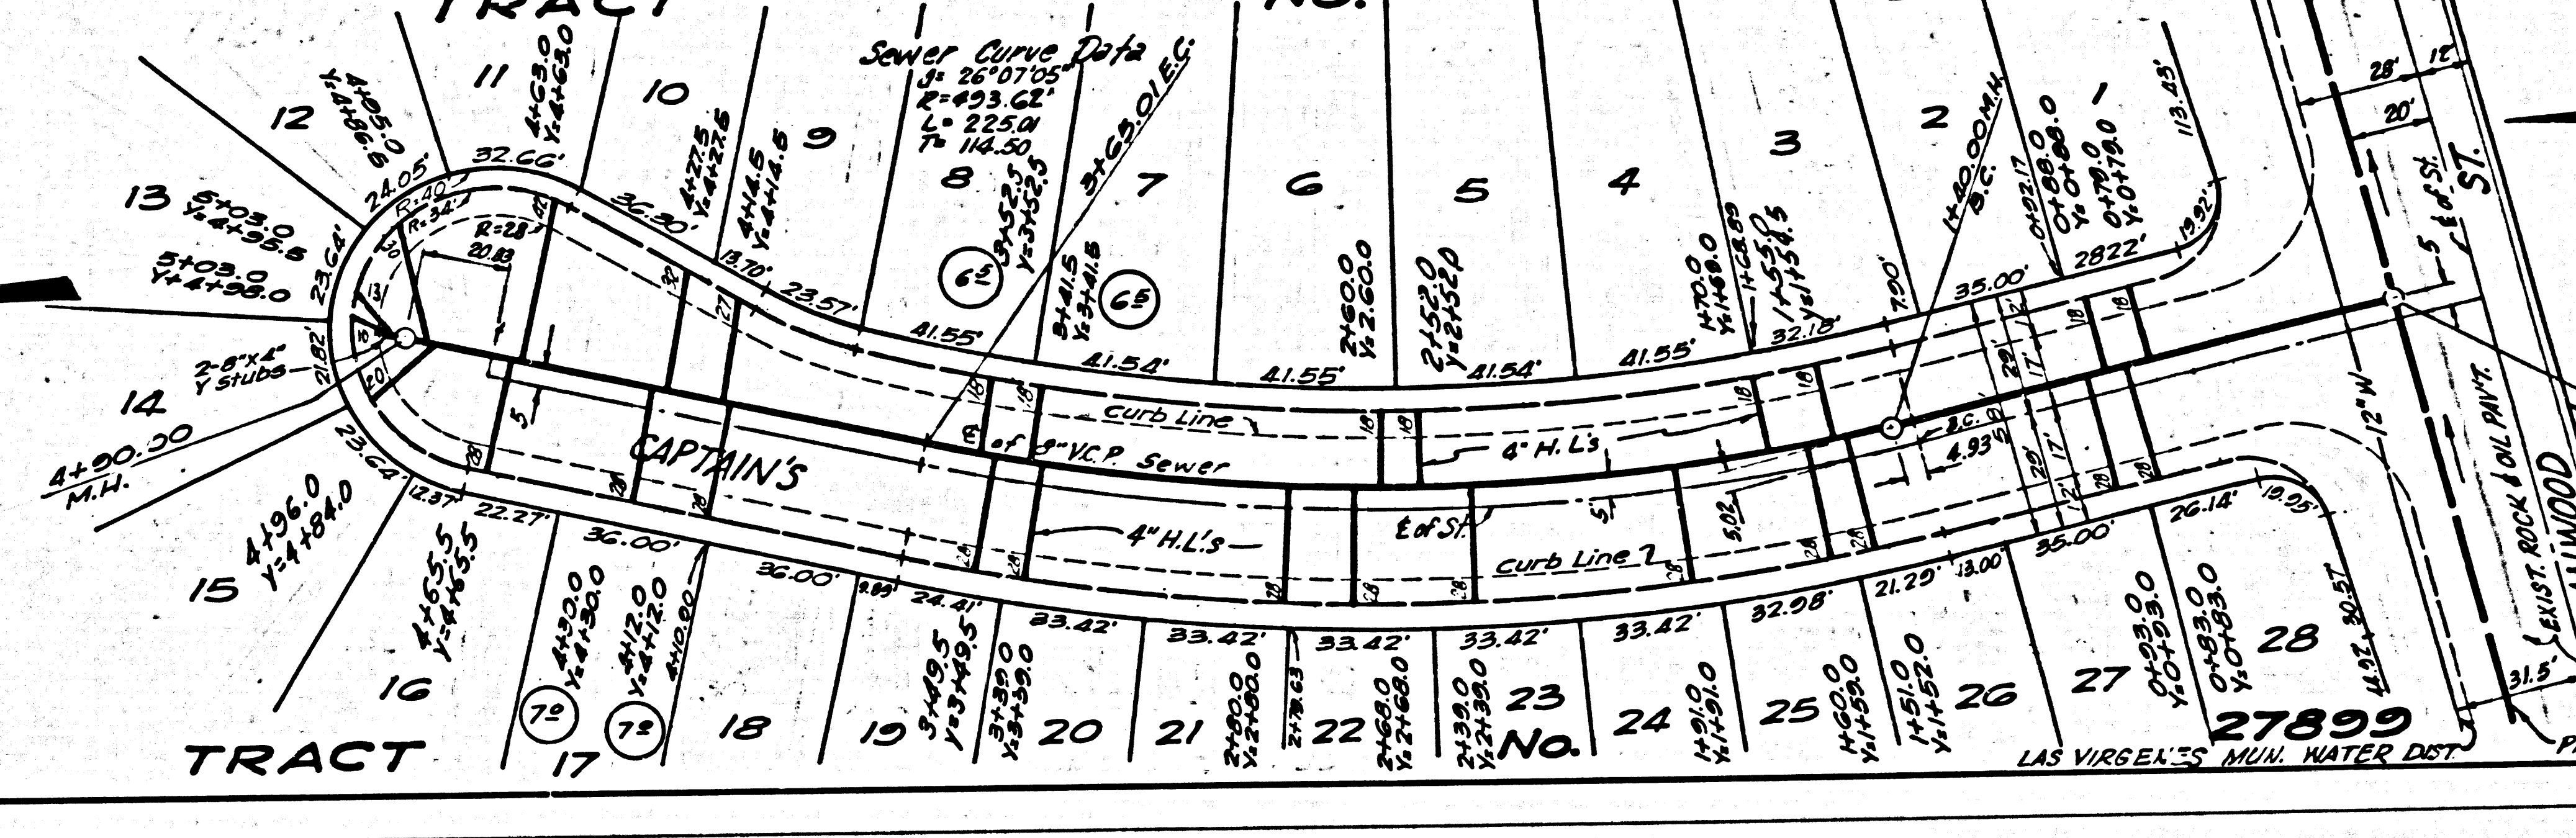 TRACT
NO.
Sewer Curve Data
Δ= 26°07'05"
R=493.62'
L= 225.01
T= 114.50
3+65.01 E.C.
12
11
10
9
8
7
6
5
4
3
2
1
13
14
15
16
17
18
19
20
21
22
23
24
25
26
27
28
4+95.0
Y=4+86.5
4+63.0
Y=4+63.0
4+27.5
Y=4+27.5
4+14.5
Y=4+14.5
3+52.5
Y=3+52.5
3+41.5
Y=3+41.5
2+60.0
Y=2+60.0
2+52.0
Y=2+52.0
1+70.0
Y=1+69.0
1+68.89
1+55.0
Y=1+54.5
1+40.00 M.H.
B.C.
0+92.17
0+88.0
Y=0+88.0
0+79.0
Y=0+79.0
113.43'
28'
12'
20'
5
℄ of St.
ST.
5+03.0
Y=4+95.5
5+03.0
Y+4+98.0
2-8"x4"
Y Stubs
4+90.00
M.H.
4+96.0
Y=4+84.0
24.05'
32.66'
R=40'
R=34'
R=28'
20.83
36.30'
13.70'
23.57'
41.55'
41.54'
41.55'
41.54'
41.55'
32.18'
7.90'
35.00'
28.22'
13.92'
23.64'
21.82'
23.64'
12.37'
22.27'
36.00'
36.00'
9.89'
24.41'
33.42'
33.42'
33.42'
33.42'
33.42'
32.98'
21.29'
13.00'
35.00'
26.14'
19.95'
6⁵
6⁵
7⁰
7⁰
CAPTAIN'S
℄ of 8" V.C.P. Sewer
Curb Line
4" H.L's
4" H.L's
℄ of St.
Curb Line
5.02
B.C.
4.93
12" W
EXIST. ROCK & OIL PAV'T.
4+65.5
Y=4+65.5
4+30.0
Y=4+30.0
4+12.0
Y=4+12.0
4+10.90
3+49.5
Y=3+49.5
3+39.0
Y=3+39.0
2+80.0
Y=2+80.0
2+79.63
2+68.0
Y=2+68.0
2+39.0
Y=2+39.0
1+91.0
Y=1+91.0
1+60.0
Y=1+59.0
1+51.0
Y=1+52.0
0+93.0
Y=0+93.0
0+83.0
Y=0+83.0
31.5'
TRACT
No.
27899
LAS VIRGENES MUN. WATER DIST.